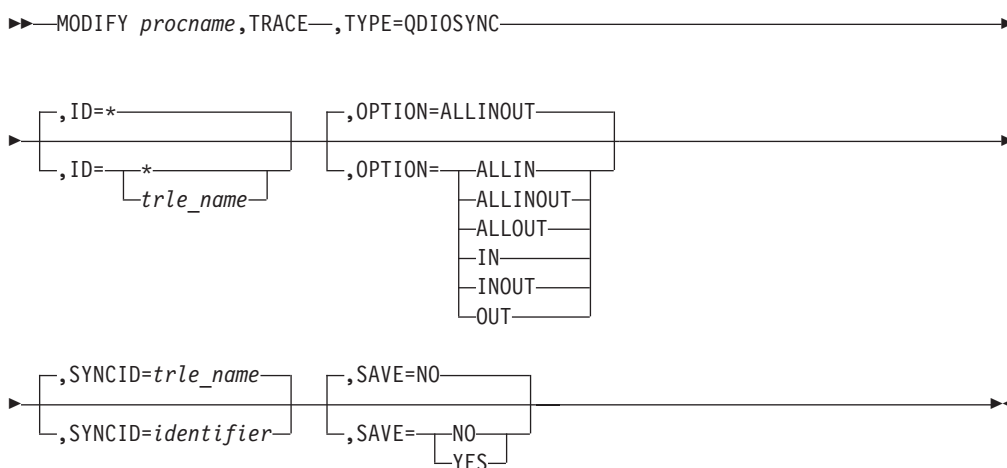 MODIFY procname,TRACE ,TYPE=QDIOSYNC
,ID=* ,OPTION=ALLINOUT
,ID= * ,OPTION= ALLIN
trle_name ALLINOUT
ALLOUT
IN
INOUT
OUT
,SYNCID=trle_name ,SAVE=NO
,SYNCID=identifier ,SAVE= NO
YES